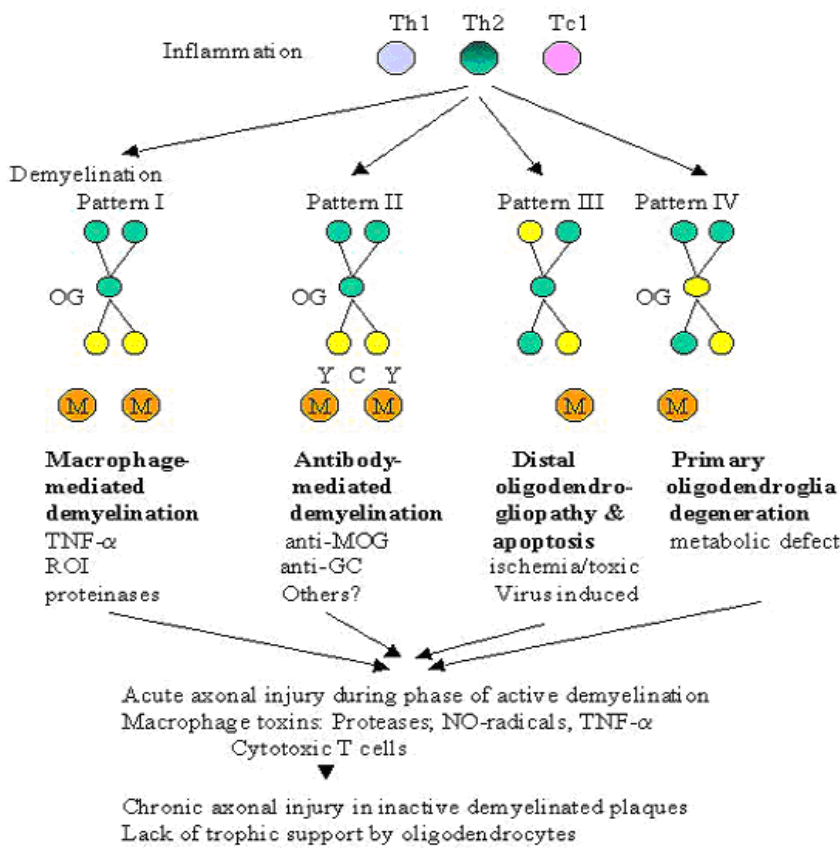 Th1 Th2 Tc1
Inflammation
Demyelination
Pattern I Pattern II Pattern III Pattern IV
OG OG OG
Y C Y
M M M M M M
Macrophage-
mediated
demyelination
TNF-α
ROI
proteinases
Antibody-
mediated
demyelination
anti-MOG
anti-GC
Others?
Distal
oligodendro-
gliopathy &
apoptosis
ischemia/toxic
Virus induced
Primary
oligodendroglia
degeneration
metabolic defect
Acute axonal injury during phase of active demyelination
Macrophage toxins: Proteases; NO-radicals, TNF-α
Cytotoxic T cells
Chronic axonal injury in inactive demyelinated plaques
Lack of trophic support by oligodendrocytes